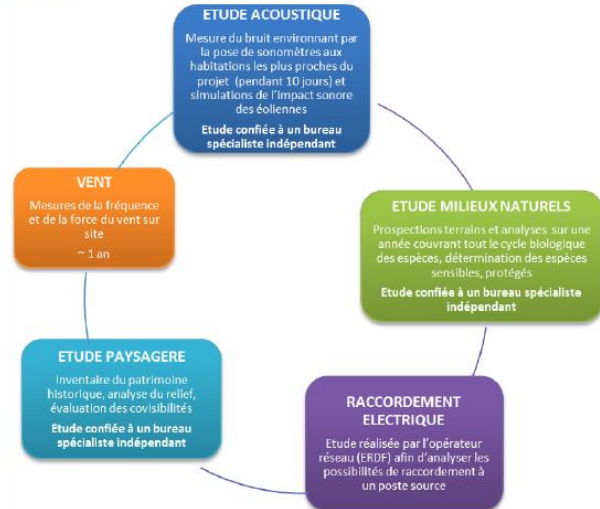 ETUDE ACOUSTIQUE
Mesure du bruit environnant par
la pose de sonomètres aux
habitations les plus proches du
projet (pendant 10 jours) et
simulations de l'impact sonore
des éoliennes
Etude confiée à un bureau
spécialiste indépendant
ETUDE MILIEUX NATURELS
Prospections terrains et analyses sur une
année couvrant tout le cycle biologique
des espèces, détermination des espèces
sensibles, protégés
Etude confiée à un bureau spécialiste
indépendant
RACCORDEMENT
ELECTRIQUE
Etude réalisée par l'opérateur
réseau (ERDF) afin d'analyser les
possibilités de raccordement à
un poste source
ETUDE PAYSAGERE
Inventaire du patrimoine
historique, analyse du relief,
évaluation des covisibilités
Etude confiée à un bureau
spécialiste indépendant
VENT
Mesures de la fréquence
et de la force du vent sur
site
~ 1 an